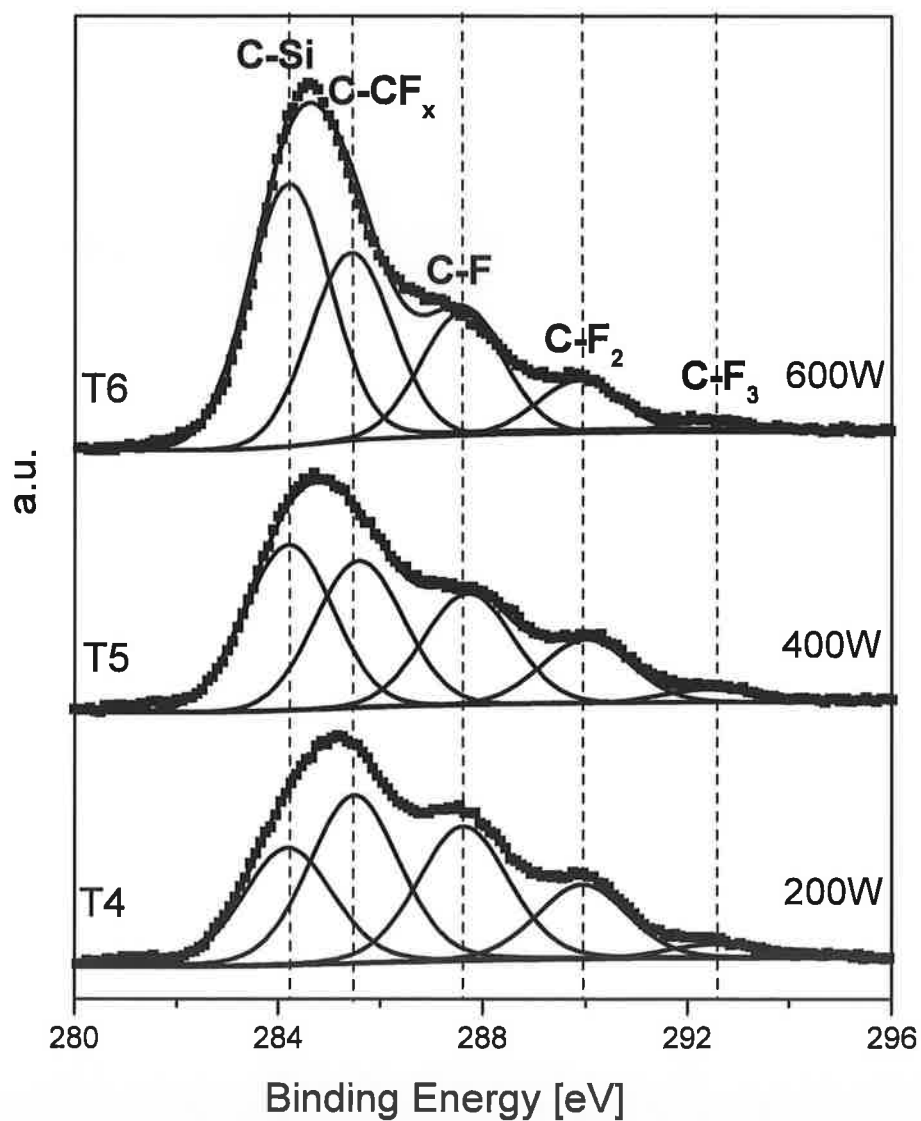 C-Si
C-CFₓ
C-F
C-F₂
C-F₃
T6
600W
a.u.
T5
400W
T4
200W
280 284 288 292 296
Binding Energy [eV]